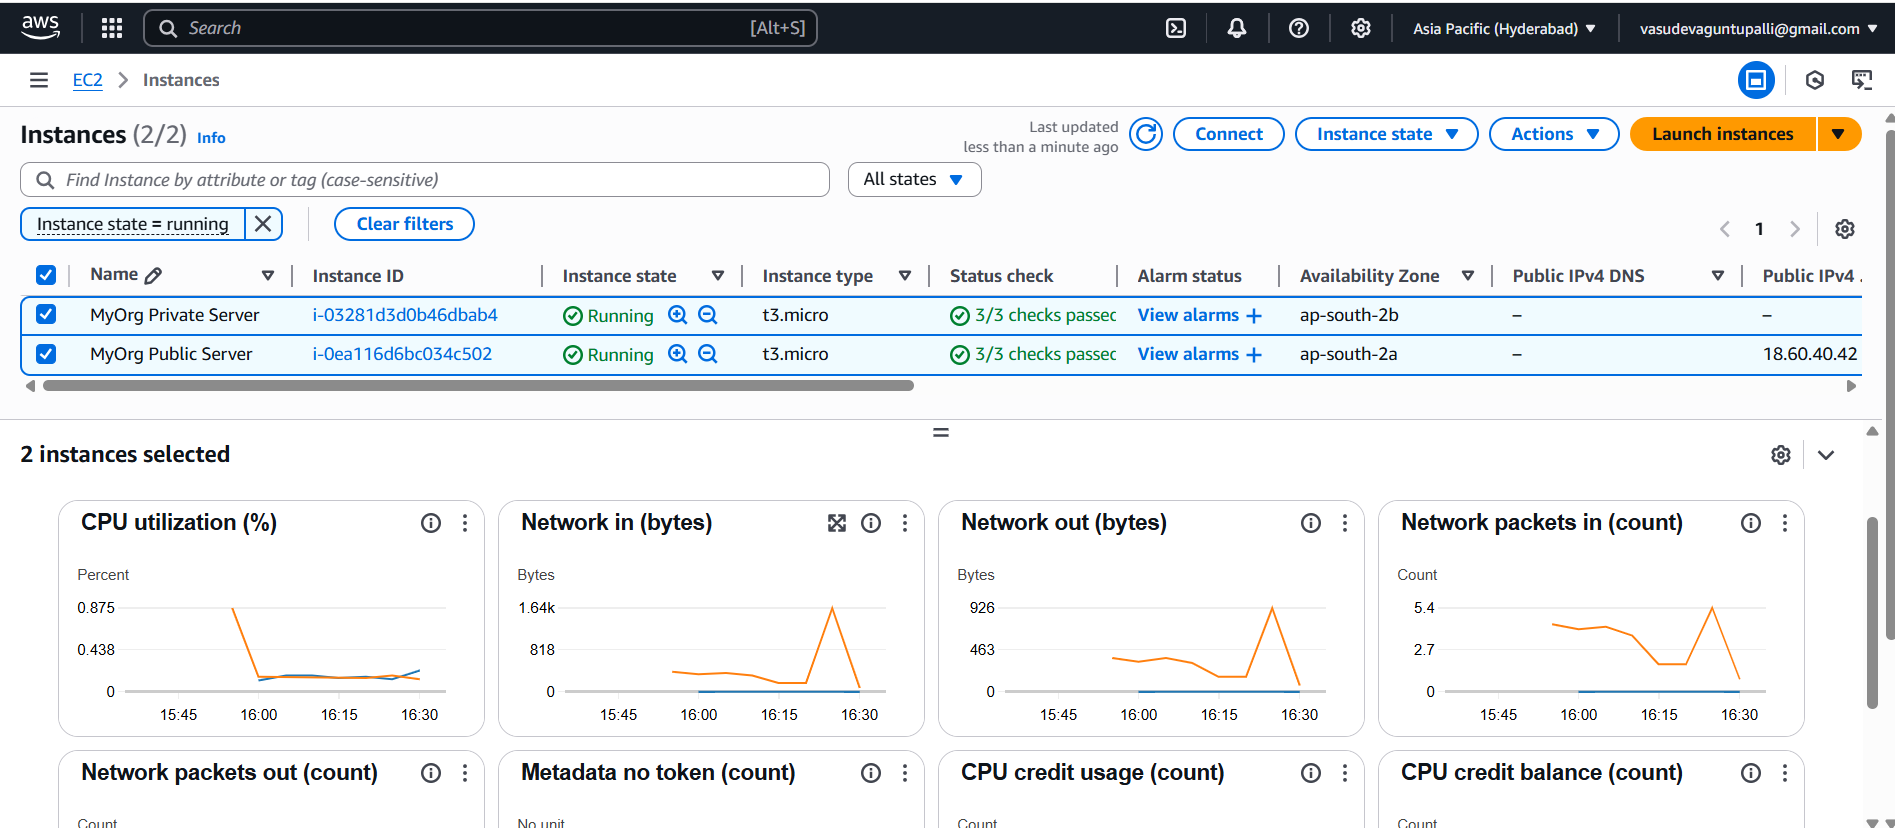 aws Search [Alt+S] Asia Pacific (Hyderabad) vasudevaguntupalli@gmail.com
EC2 Instances
Instances (2/2) Info
Last updated
less than a minute ago
Connect Instance state Actions Launch instances
Find Instance by attribute or tag (case-sensitive) All states
Instance state = running Clear filters 1
Name Instance ID Instance state Instance type Status check Alarm status Availability Zone Public IPv4 DNS Public IPv4
MyOrg Private Server i-03281d3d0b46dbab4 Running t3.micro 3/3 checks passed View alarms + ap-south-2b – –
MyOrg Public Server i-0ea116d6bc034c502 Running t3.micro 3/3 checks passed View alarms + ap-south-2a – 18.60.40.42
2 instances selected
CPU utilization (%)
Percent
0.875
0.438
0
15:45 16:00 16:15 16:30
Network in (bytes)
Bytes
1.64k
818
0
15:45 16:00 16:15 16:30
Network out (bytes)
Bytes
926
463
0
15:45 16:00 16:15 16:30
Network packets in (count)
Count
5.4
2.7
0
15:45 16:00 16:15 16:30
Network packets out (count)
Count
Metadata no token (count)
No unit
CPU credit usage (count)
Count
CPU credit balance (count)
Count